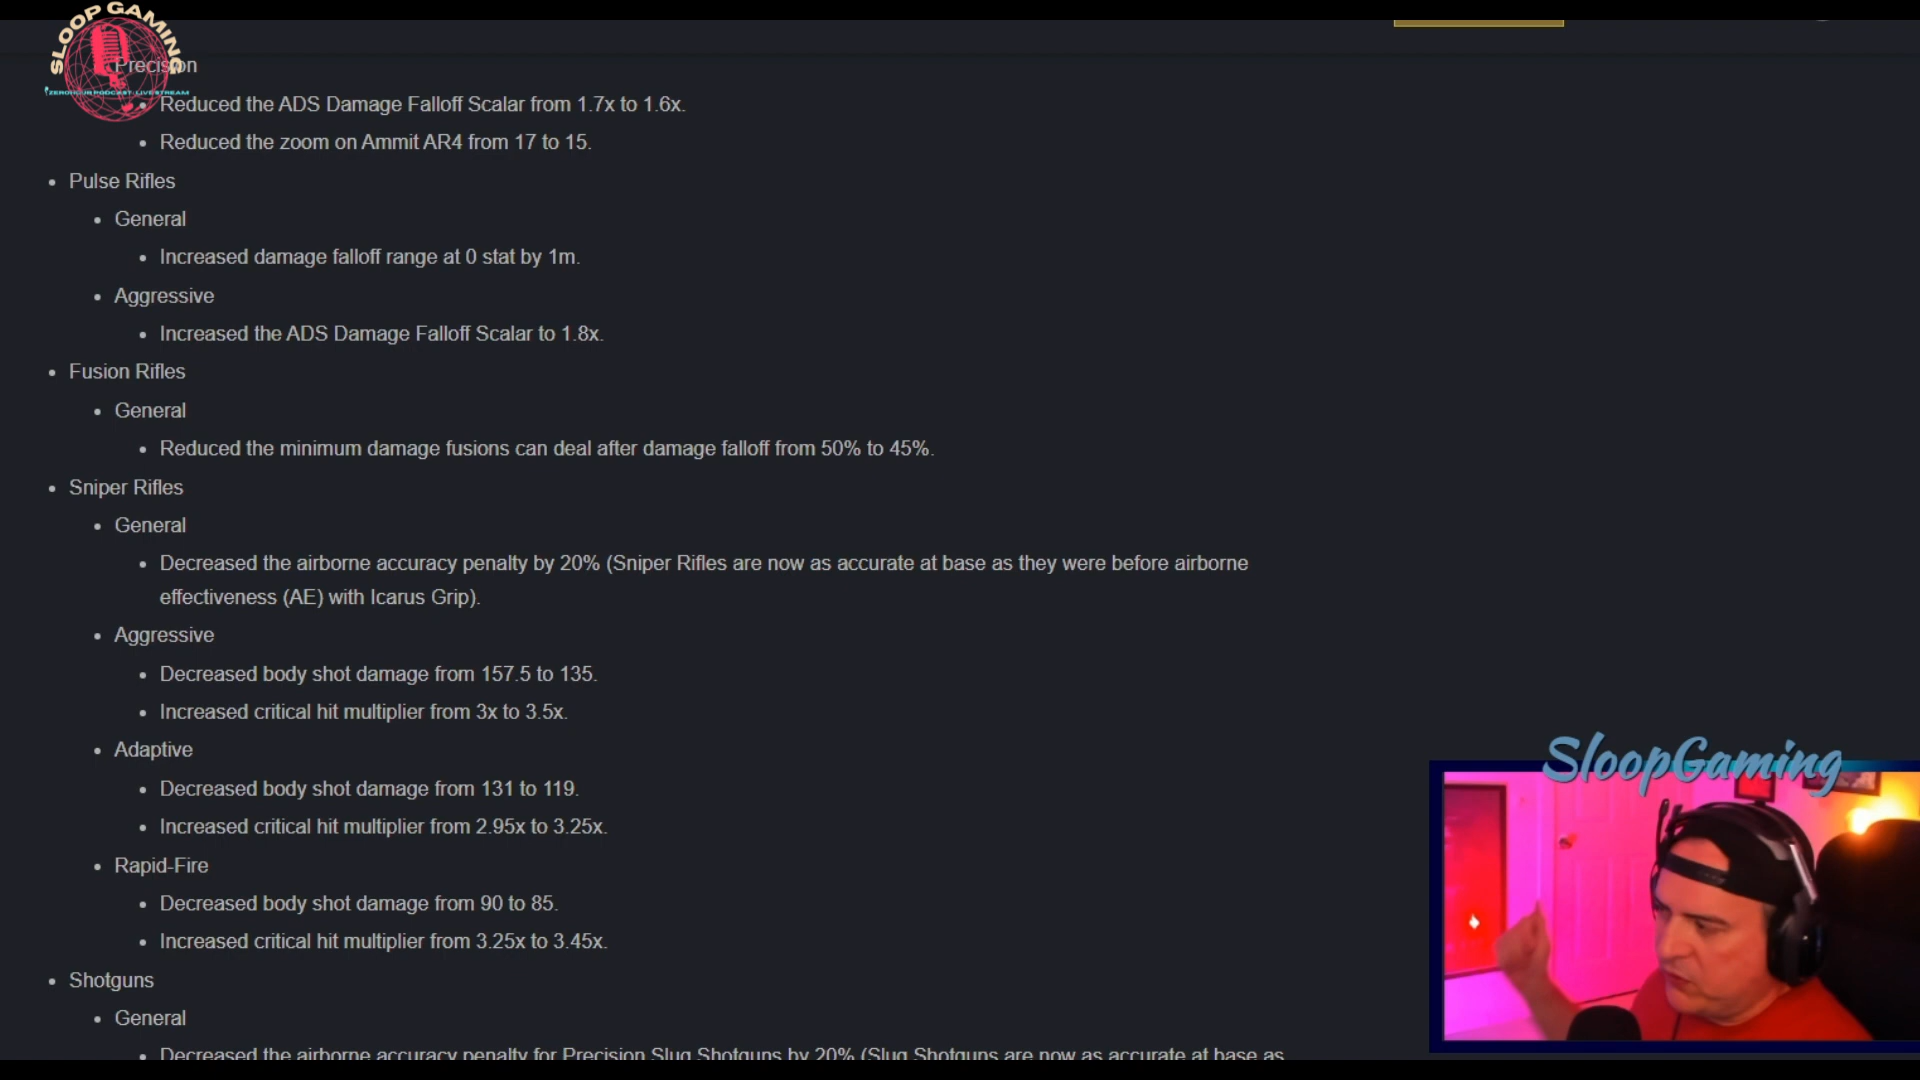 SLOOP GAMING
Precision
Reduced the ADS Damage Falloff Scalar from 1.7x to 1.6x.
Reduced the zoom on Ammit AR4 from 17 to 15.
Pulse Rifles
General
Increased damage falloff range at 0 stat by 1m.
Aggressive
Increased the ADS Damage Falloff Scalar to 1.8x.
Fusion Rifles
General
Reduced the minimum damage fusions can deal after damage falloff from 50% to 45%.
Sniper Rifles
General
Decreased the airborne accuracy penalty by 20% (Sniper Rifles are now as accurate at base as they were before airborne
effectiveness (AE) with Icarus Grip).
Aggressive
Decreased body shot damage from 157.5 to 135.
Increased critical hit multiplier from 3x to 3.5x.
Adaptive
Decreased body shot damage from 131 to 119.
Increased critical hit multiplier from 2.95x to 3.25x.
Rapid-Fire
Decreased body shot damage from 90 to 85.
Increased critical hit multiplier from 3.25x to 3.45x.
Shotguns
General
Decreased the airborne accuracy penalty for Precision Slug Shotguns by 20% (Slug Shotguns are now as accurate at base as
SloopGaming